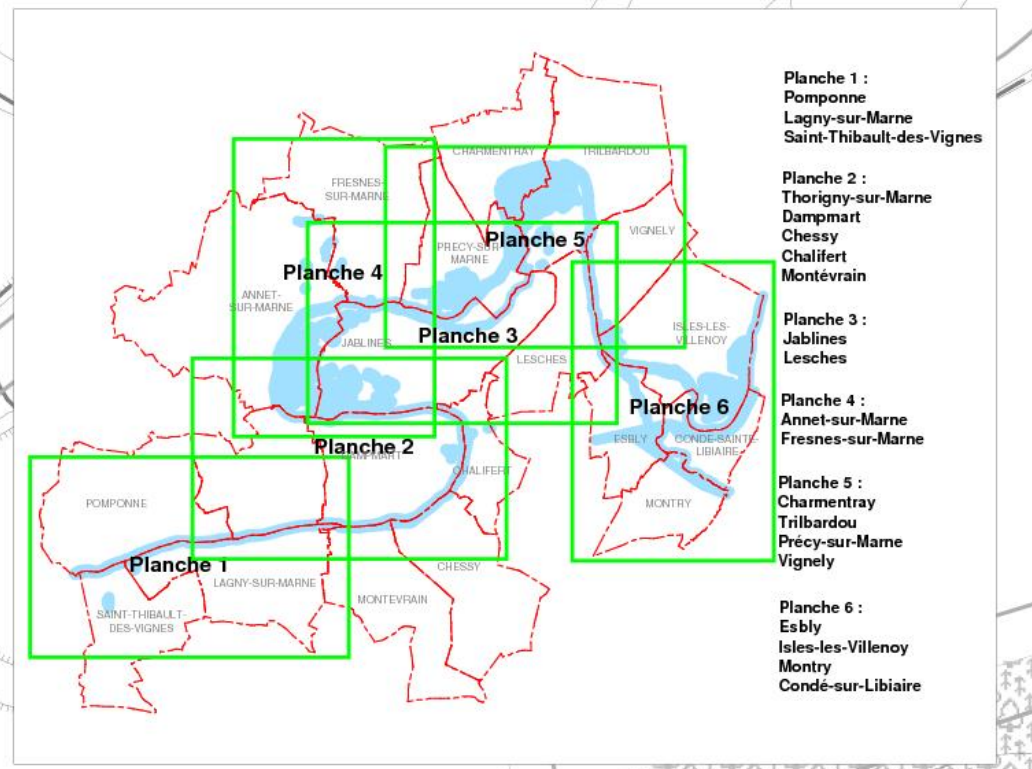 CHARMENTHAY
TRILBARDOU
FRESNES-
SUR-MARNE
VIGNELY
PRECY-SUR
MARNE
Planche 5
Planche 4
ANNET-
SUR-MARNE
Planche 3
JABLINES
ISLES-LES-
VILLENOY
LESCHES
Planche 6
ESBLY
CONDE-SAINTE-
LIBIAIRE
Planche 2
DAMPMART
CHALIFERT
POMPONNE
MONTRY
Planche 1
LAGNY-SUR-MARNE
CHESSY
MONTEVRAIN
SAINT-THIBAULT-
DES-VIGNES
Planche 1 :
Pomponne
Lagny-sur-Marne
Saint-Thibault-des-Vignes
Planche 2 :
Thorigny-sur-Marne
Dampmart
Chessy
Chalifert
Montévrain
Planche 3 :
Jablines
Lesches
Planche 4 :
Annet-sur-Marne
Fresnes-sur-Marne
Planche 5 :
Charmentray
Trilbardou
Précy-sur-Marne
Vignely
Planche 6 :
Esbly
Isles-les-Villenoy
Montry
Condé-sur-Libiaire